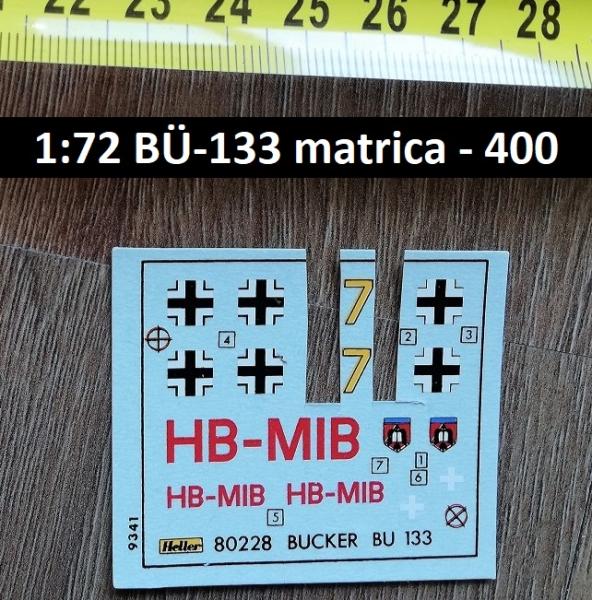 22 23 24 25 26 27 28
1:72 BÜ-133 matrica - 400
7
4 2 3
7
HB-MIB
7 1
6
HB-MIB HB-MIB
5
9341
Heller 80228 BUCKER BU 133